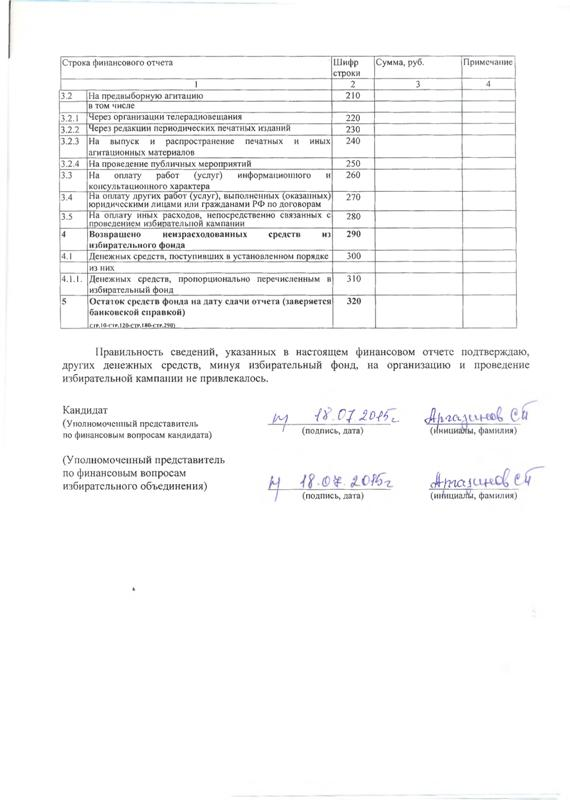 Строка финансового отчета Шифр строки Сумма, руб. Примечание
1 2 3 4
3.2 На предвыборную агитацию 210
в том числе
3.2.1 Через организации телерадиовещания 220
3.2.2 Через редакции периодических печатных изданий 230
3.2.3 На выпуск и распространение печатных и иных 240
агитационных материалов
3.2.4 На проведение публичных мероприятий 250
3.3 На оплату работ (услуг) информационного и 260
консультационного характера
3.4 На оплату других работ (услуг), выполненных (оказанных) 270
юридическими лицами или гражданами РФ по договорам
3.5 На оплату иных расходов, непосредственно связанных с 280
проведением избирательной кампании
4 Возвращено неизрасходованных средств из 290
избирательного фонда
4.1 Денежных средств, поступивших в установленном порядке 300
из них
4.1.1. Денежных средств, пропорционально перечисленным в 310
избирательный фонд
5 Остаток средств фонда на дату сдачи отчета (заверяется 320
банковской справкой)
(стр.10-стр.120-стр.180-стр.290)
Правильность сведений, указанных в настоящем финансовом отчете подтверждаю,
других денежных средств, минуя избирательный фонд, на организацию и проведение
избирательной кампании не привлекалось.
Кандидат
(Уполномоченный представитель 18.07.2015г.
по финансовым вопросам кандидата) (подпись, дата) (инициалы, фамилия)
(Уполномоченный представитель
по финансовым вопросам
избирательного объединения) 18.07.2015г
(подпись, дата) (инициалы, фамилия)